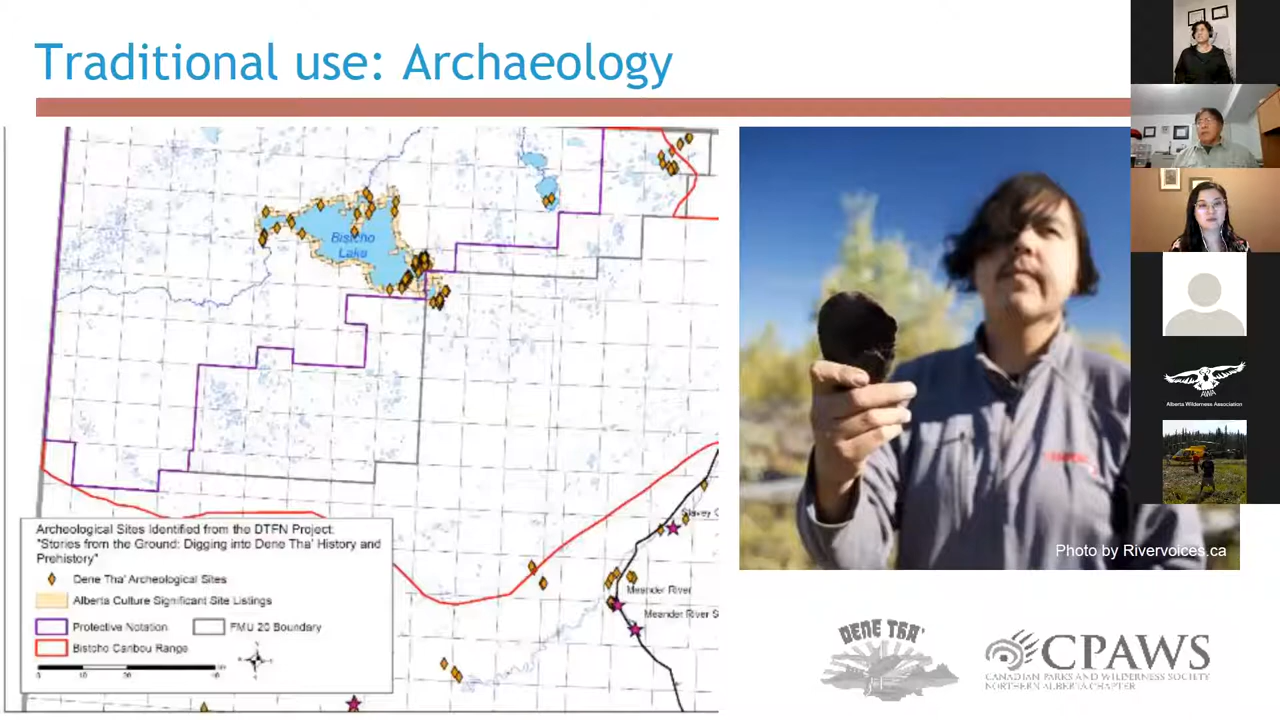 Traditional use: Archaeology
Bistcho
Lake
Meander River
Meander River S
Archeological Sites Identified from the DTFN Project:
"Stories from the Ground: Digging into Dene Tha' History and
Prehistory"
Dene Tha' Archeological Sites
Alberta Culture Significant Site Listings
Protective Notation
FMU 20 Boundary
Bistcho Caribou Range
Photo by Rivervoices.ca
DENE THA'
CPAWS
CANADIAN PARKS AND WILDERNESS SOCIETY
NORTHERN ALBERTA CHAPTER
AWA
Alberta Wilderness Association